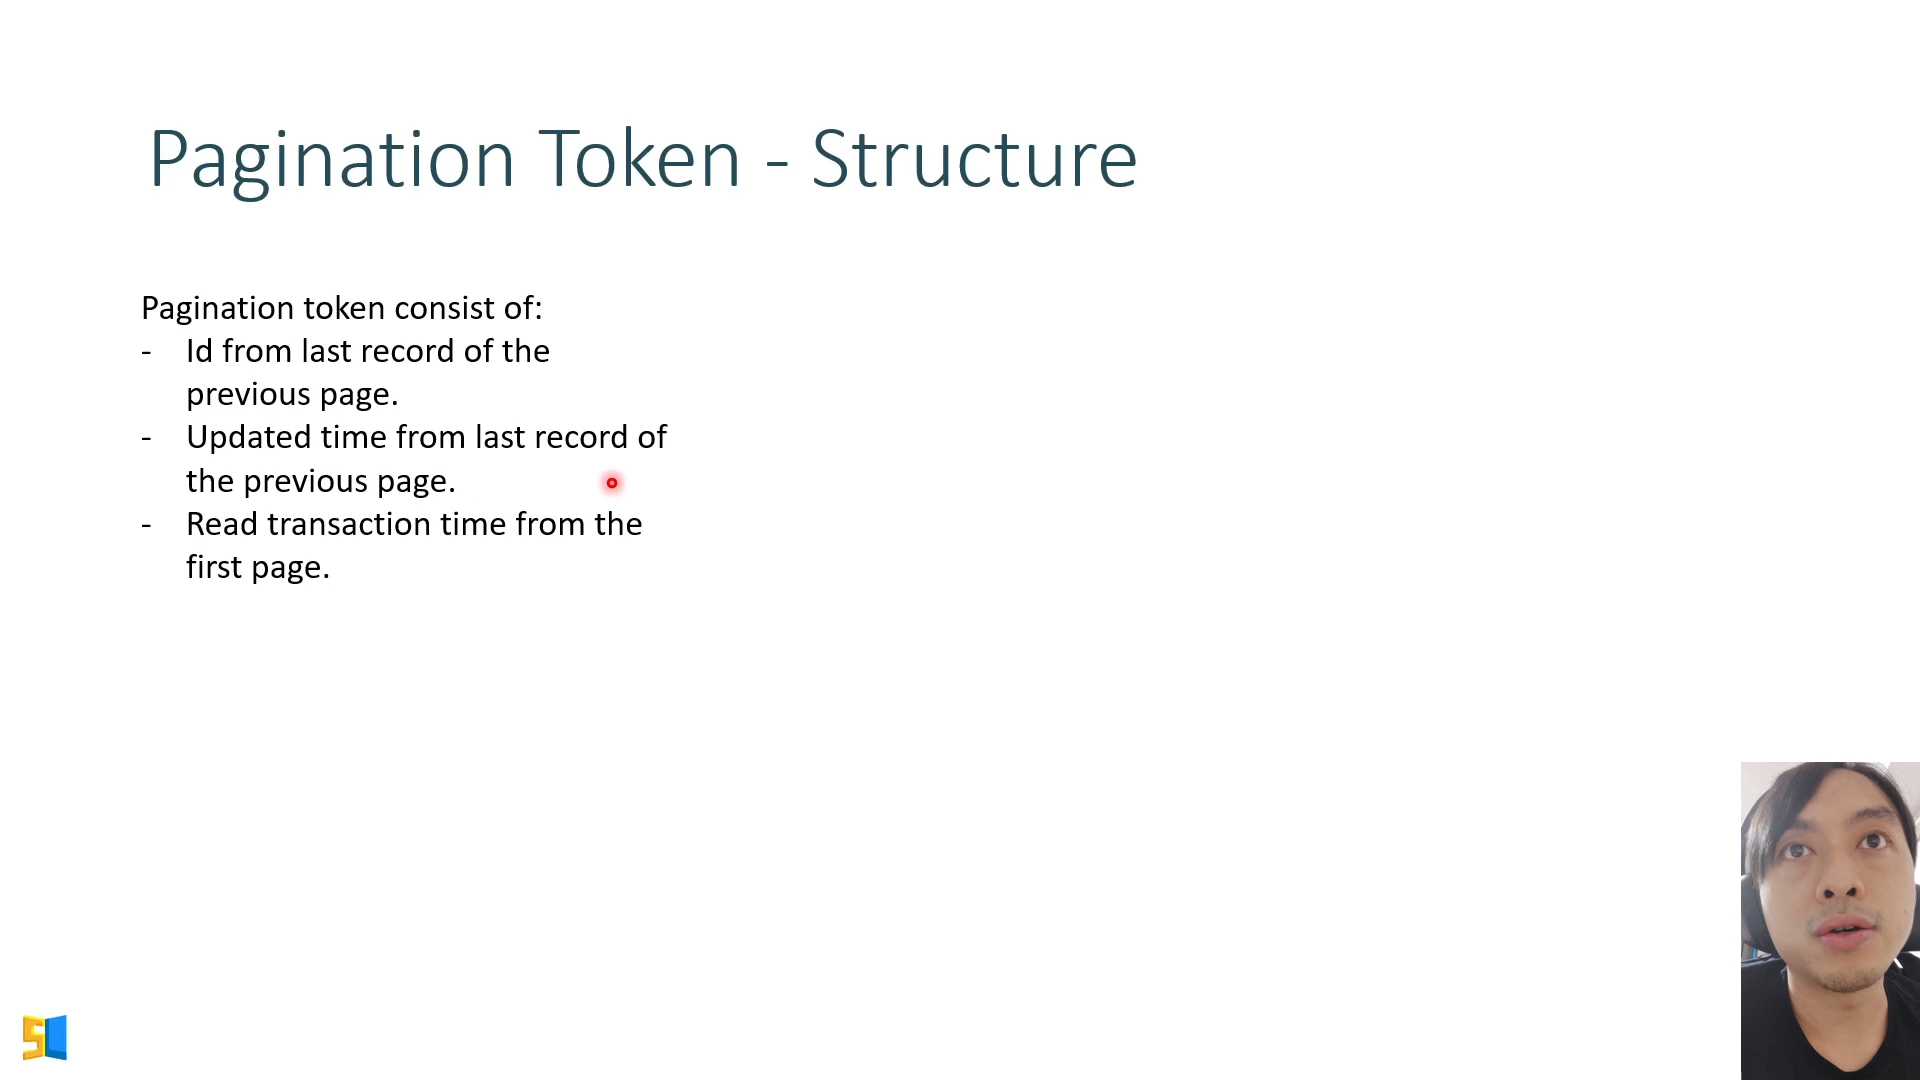 Pagination Token - Structure
Pagination token consist of:
- Id from last record of the
previous page.
- Updated time from last record of
the previous page.
- Read transaction time from the
first page.